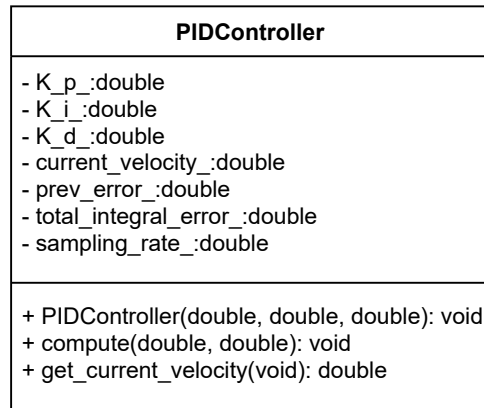 PIDController
- K_p_:double
- K_i_:double
- K_d_:double
- current_velocity_:double
- prev_error_:double
- total_integral_error_:double
- sampling_rate_:double
+ PIDController(double, double, double): void
+ compute(double, double): void
+ get_current_velocity(void): double